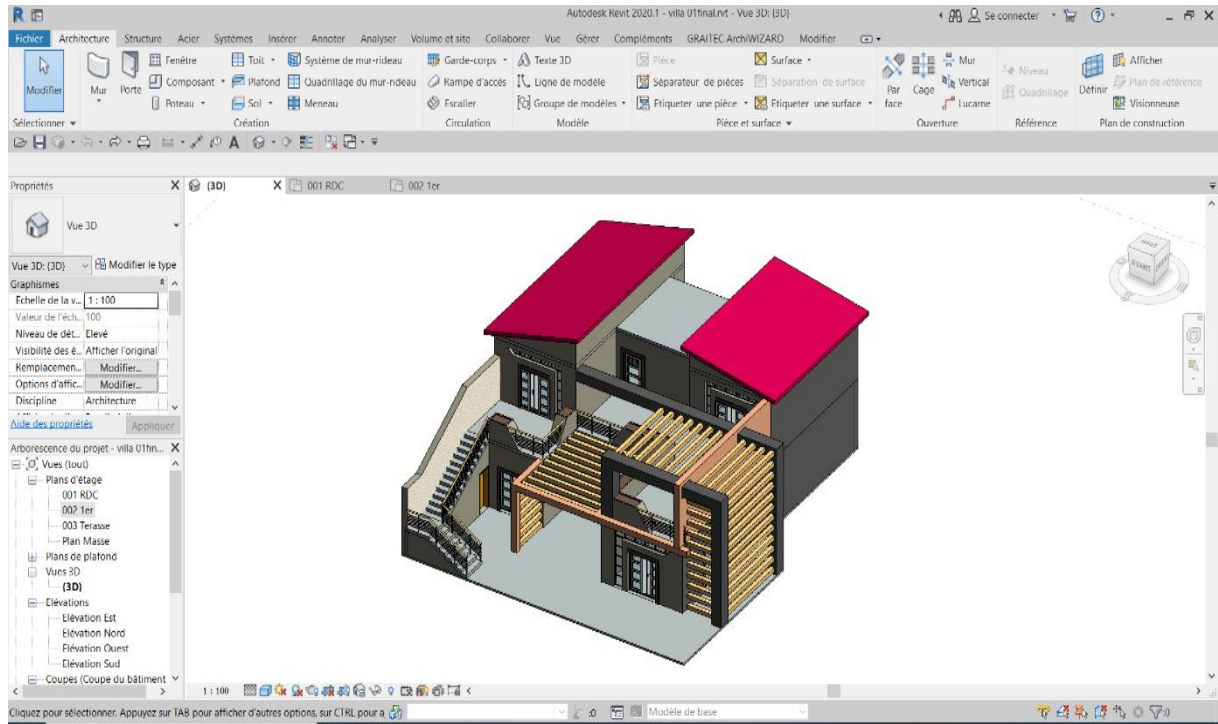 Autodesk Revit 2020.1 - villa 01final.rvt - Vue 3D: {3D}
Se connecter
Fichier Architecture Structure Acier Systèmes Insérer Annoter Analyser Volume et site Collaborer Vue Gérer Compléments GRAITEC ArchiWIZARD Modifier
Fenêtre Toit Système de mur-rideau Garde-corps Texte 3D Pièce Surface Mur Niveau Afficher
Modifier Mur Porte Composant Plafond Quadrillage du mur-rideau Rampe d'accès Ligne de modèle Séparateur de pièces Séparation de surface Par face Cage Vertical Quadrillage Définir Plan de référence
Poteau Sol Meneau Escalier Groupe de modèles Etiqueter une pièce Etiqueter une surface Lucarne Visionneuse
Sélectionner Création Circulation Modèle Pièce et surface Ouverture Référence Plan de construction
Propriétés X {3D} X 001 RDC 002 1er
Vue 3D
Vue 3D: {3D} Modifier le type
Graphismes
Echelle de la v... 1 : 100
Valeur de l'éch... 100
Niveau de dét... Elevé
Visibilité des é... Afficher l'original
Remplacemen... Modifier...
Options d'affic... Modifier...
Discipline Architecture
Aide des propriétés Appliquer
Arborescence du projet - villa 01fin... X
Vues (tout)
Plans d'étage
001 RDC
002 1er
003 Terasse
Plan Masse
Plans de plafond
Vues 3D
{3D}
Elévations
Elévation Est
Elévation Nord
Elévation Ouest
Elévation Sud
Coupes (Coupe du bâtiment
1 : 100
Cliquez pour sélectionner. Appuyez sur TAB pour afficher d'autres options, sur CTRL pour a :0 Modèle de base :0